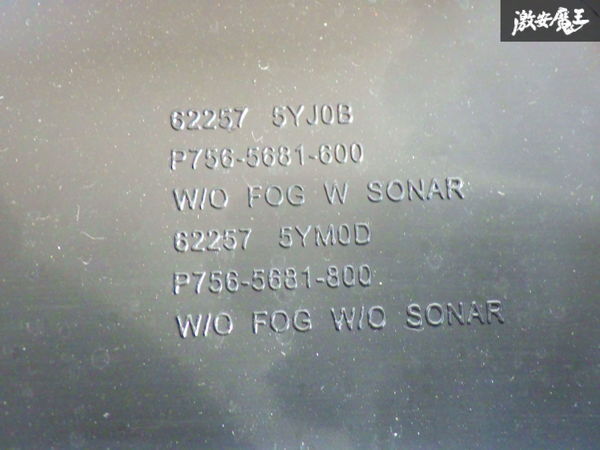 激安魔王
62257 5YJ0B
P756-5681-600
W/O FOG W SONAR
62257 5YM0D
P756-5681-800
W/O FOG W/O SONAR